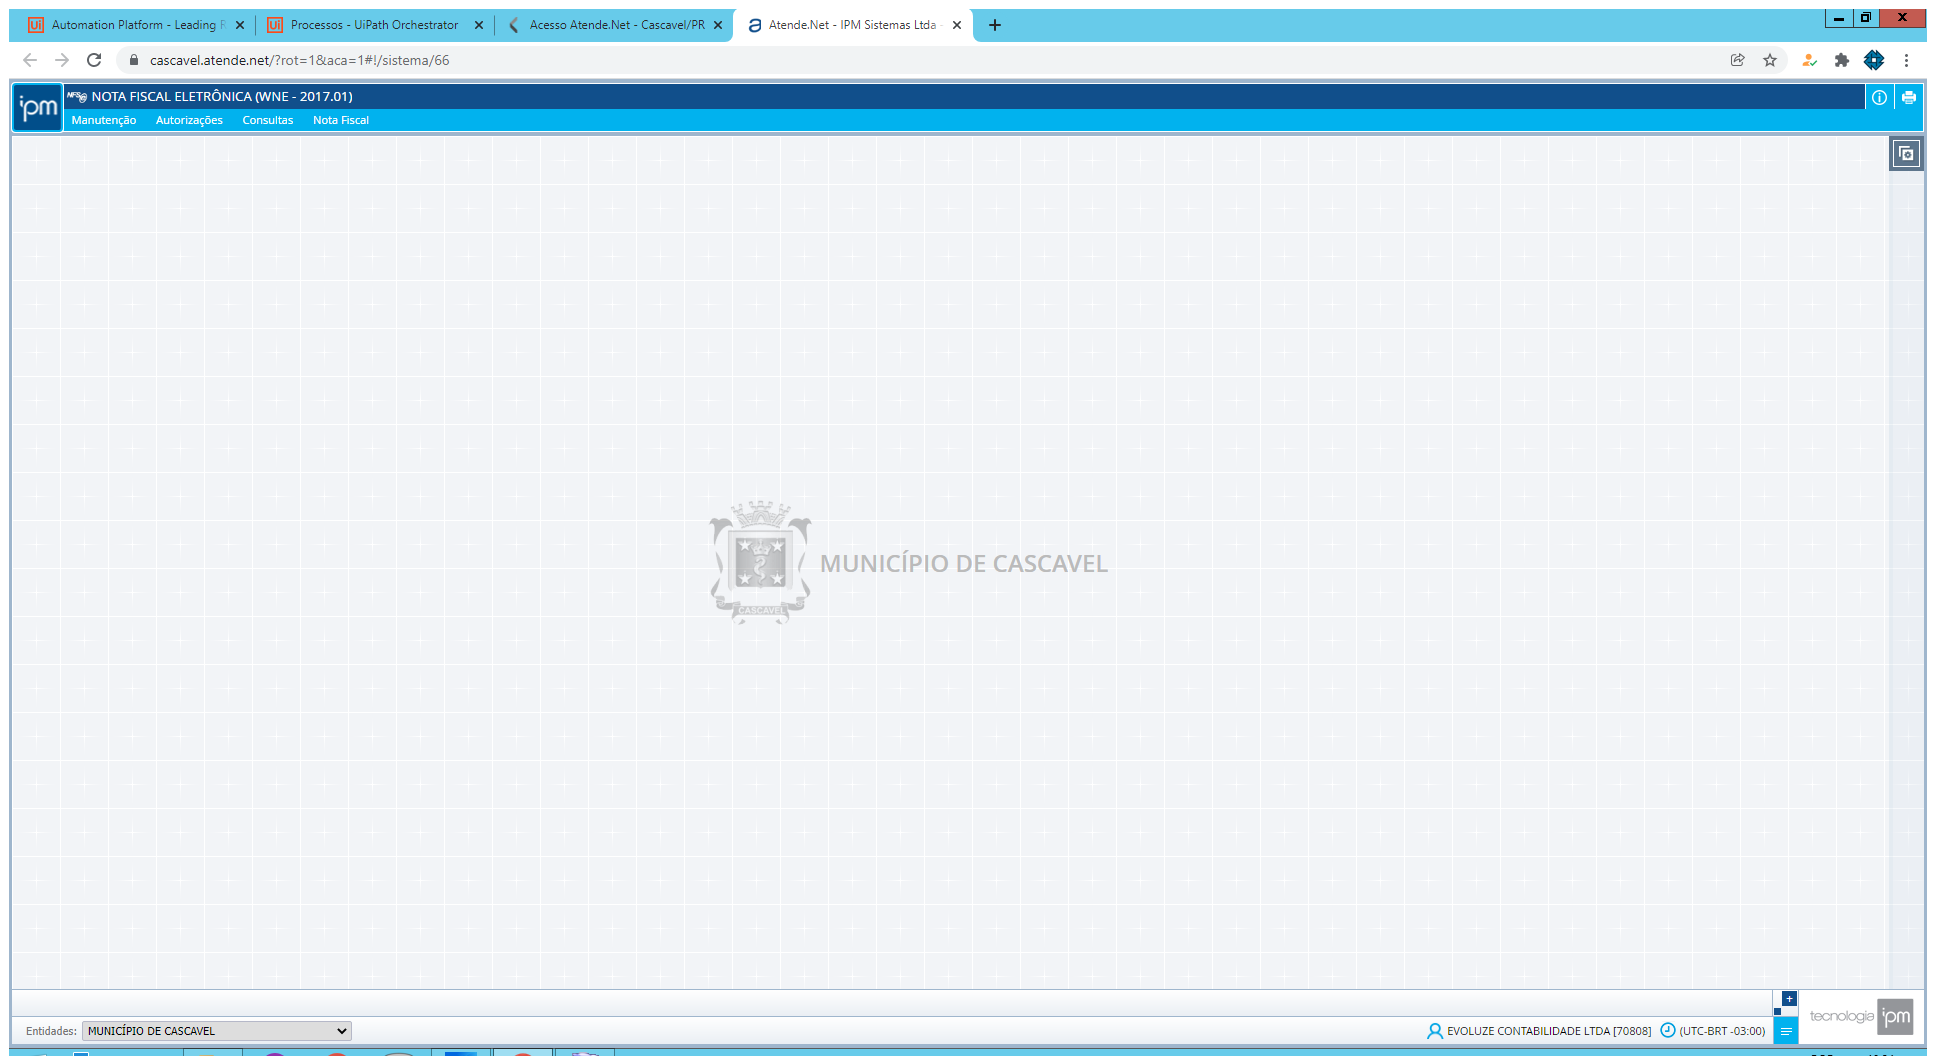 Automation Platform - Leading R
Processos - UiPath Orchestrator
Acesso Atende.Net - Cascavel/PR
Atende.Net - IPM Sistemas Ltda -
cascavel.atende.net/?rot=1&aca=1#!/sistema/66
ipm
NOTA FISCAL ELETRÔNICA (WNE - 2017.01)
Manutenção Autorizações Consultas Nota Fiscal
CASCAVEL
MUNICÍPIO DE CASCAVEL
Entidades: MUNICÍPIO DE CASCAVEL
EVOLUZE CONTABILIDADE LTDA [70808] (UTC-BRT -03:00)
tecnologia ipm